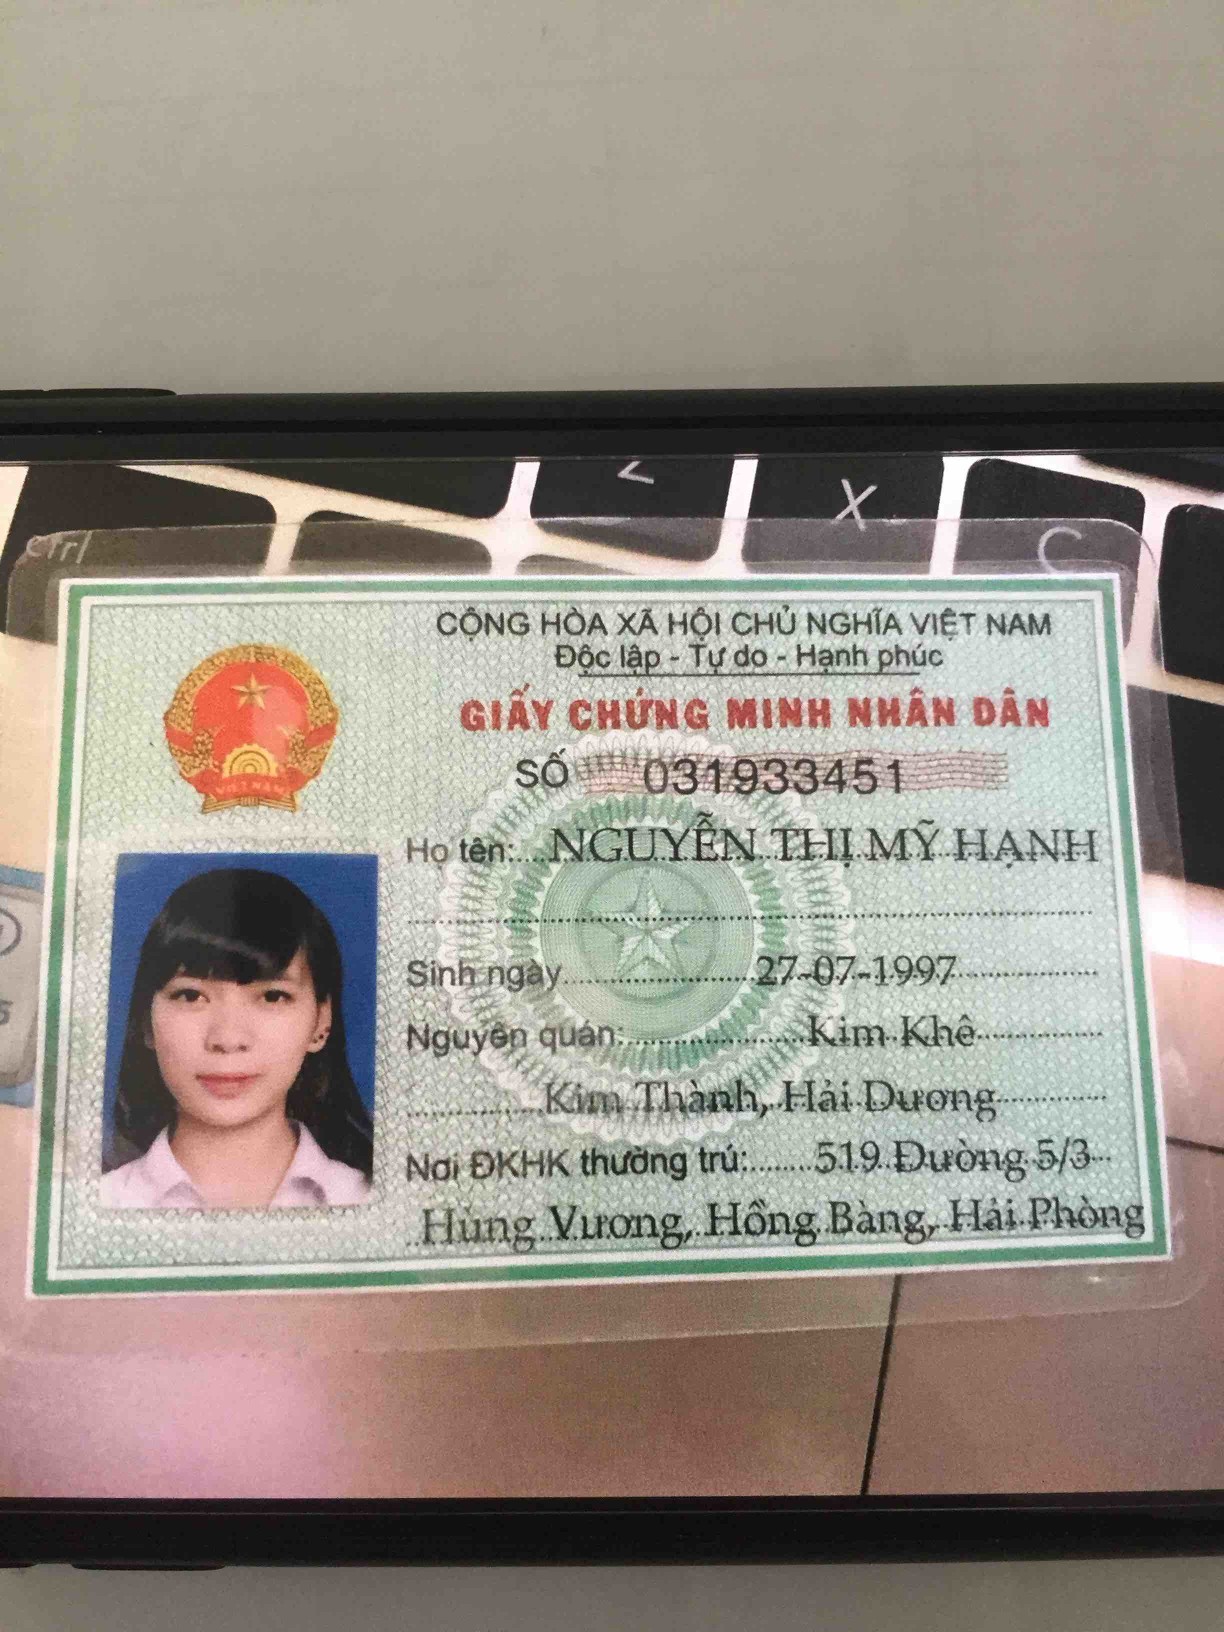 Z
X
Ctrl
C
CỘNG HÒA XÃ HỘI CHỦ NGHĨA VIỆT NAM
Độc lập - Tự do - Hạnh phúc
GIẤY CHỨNG MINH NHÂN DÂN
SỐ 031933451
VIỆT NAM
Họ tên: NGUYỄN THỊ MỸ HẠNH
Sinh ngày 27-07-1997
Nguyên quán: Kim Khê
Kim Thành, Hải Dương
Nơi ĐKHK thường trú: 519 Đường 5/3
Hùng Vương, Hồng Bàng, Hải Phòng